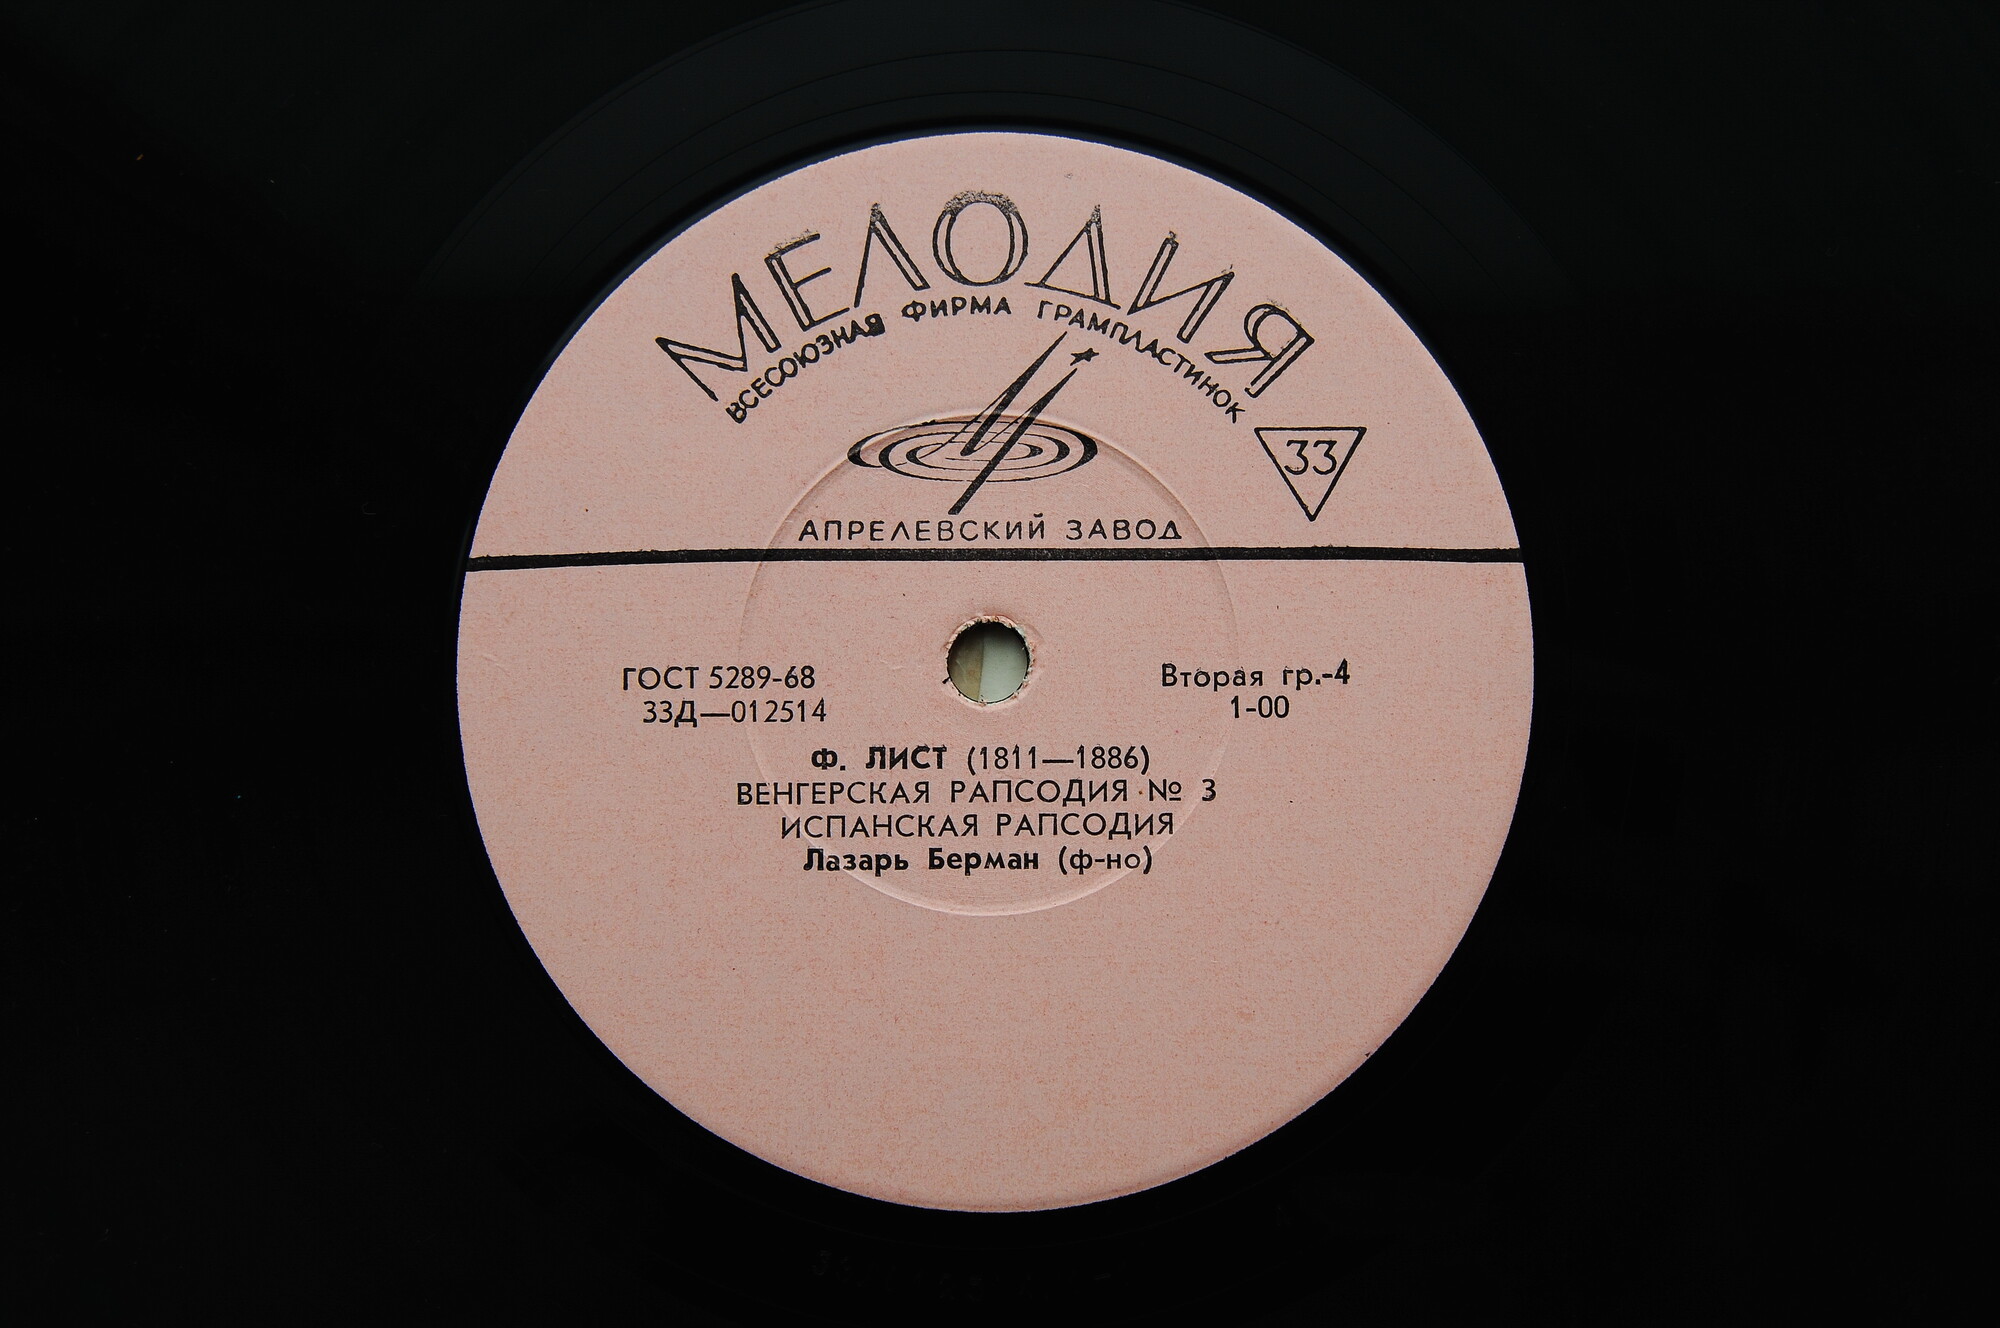 МЕЛОДИЯ
ВСЕСОЮЗНАЯ ФИРМА ГРАМПЛАСТИНОК
33
АПРЕЛЕВСКИЙ ЗАВОД
ГОСТ 5289-68
33Д—012514
Вторая гр.-4
1-00
Ф. ЛИСТ (1811—1886)
ВЕНГЕРСКАЯ РАПСОДИЯ № 3
ИСПАНСКАЯ РАПСОДИЯ
Лазарь Берман (ф-но)